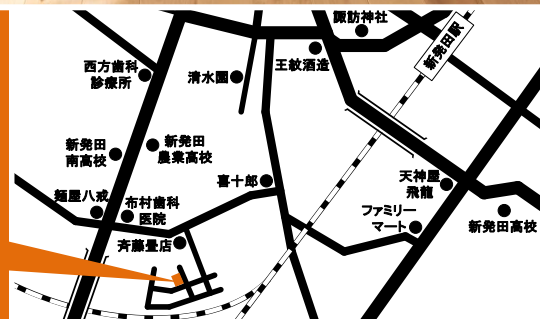 諏訪神社
新発田駅
西方歯科
診療所
清水園
王紋酒造
新発田
南高校
新発田
農業高校
喜十郎
天神屋
飛龍
麺屋八戒
布村歯科
医院
ファミリー
マート
新発田高校
斉藤畳店